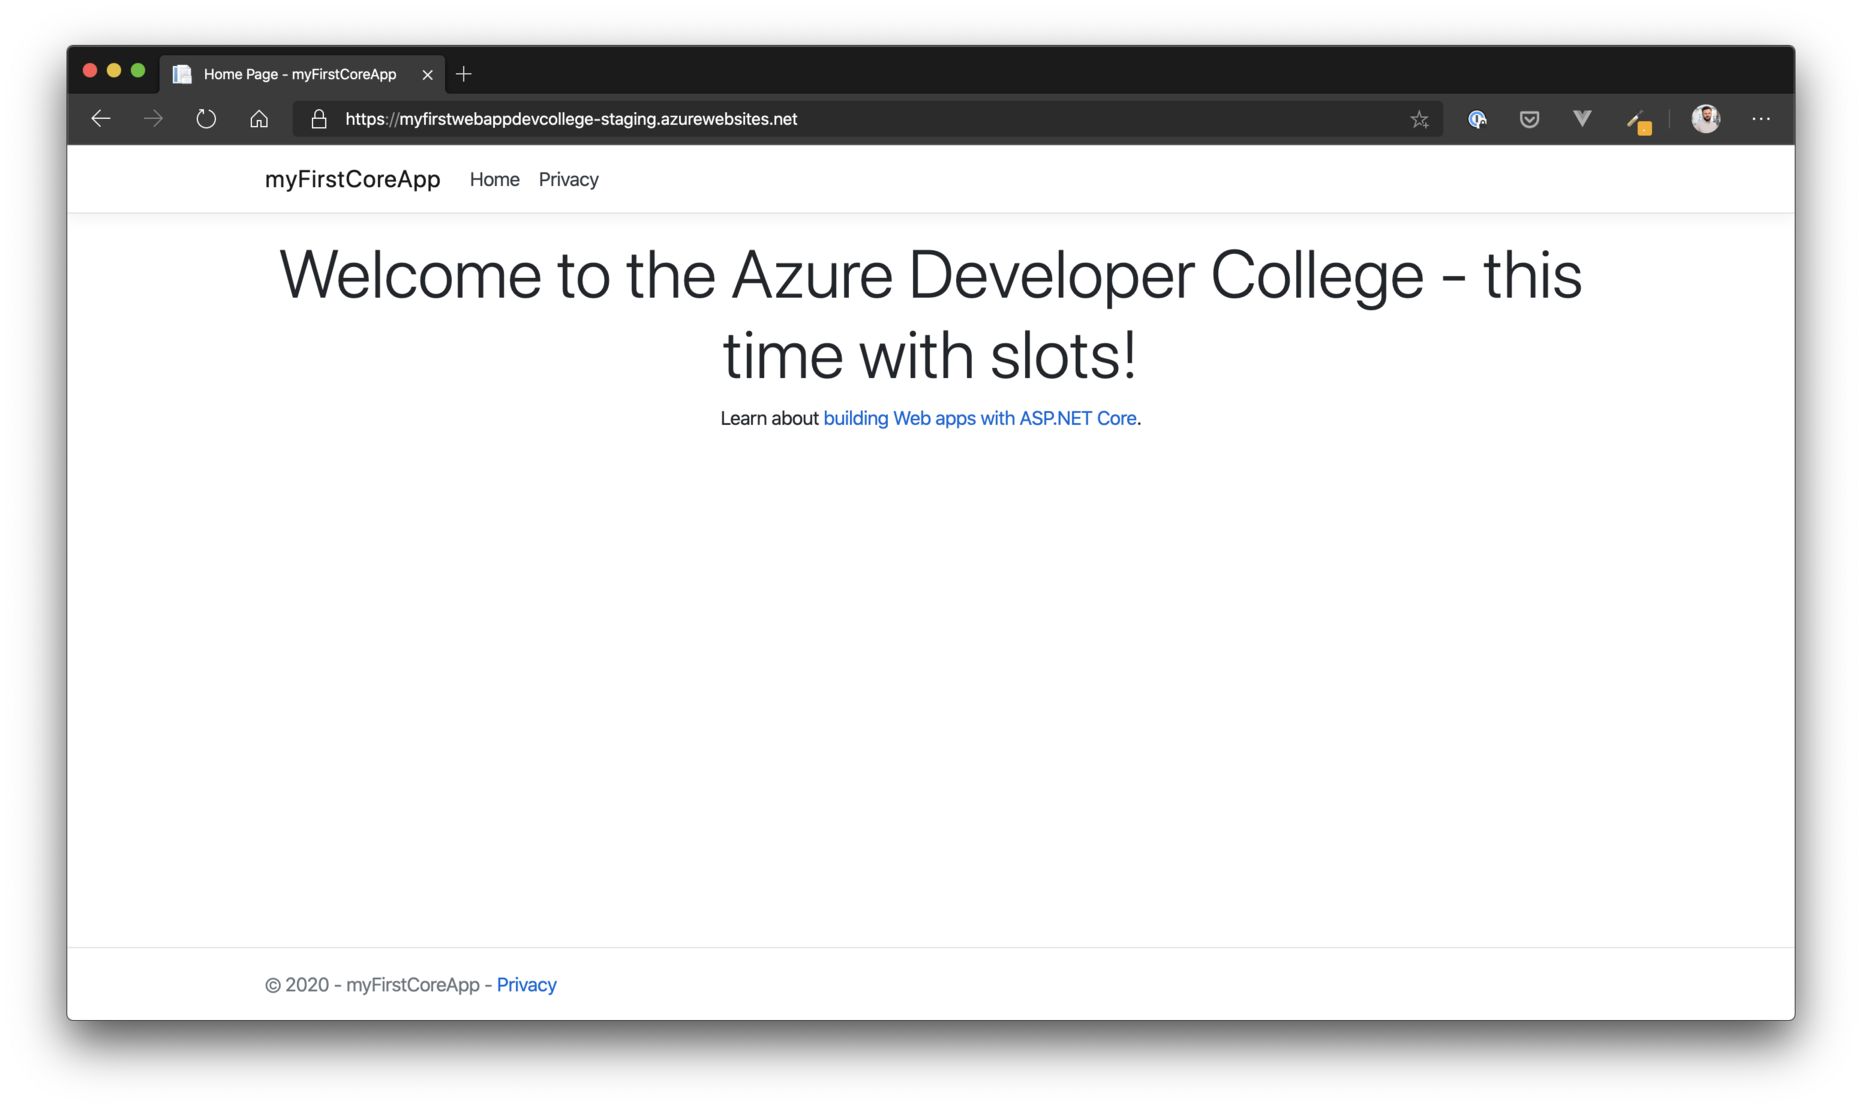 Home Page - myFirstCoreApp
https://myfirstwebappdevcollege-staging.azurewebsites.net
myFirstCoreApp Home Privacy
Welcome to the Azure Developer College - this
time with slots!
Learn about building Web apps with ASP.NET Core.
© 2020 - myFirstCoreApp - Privacy